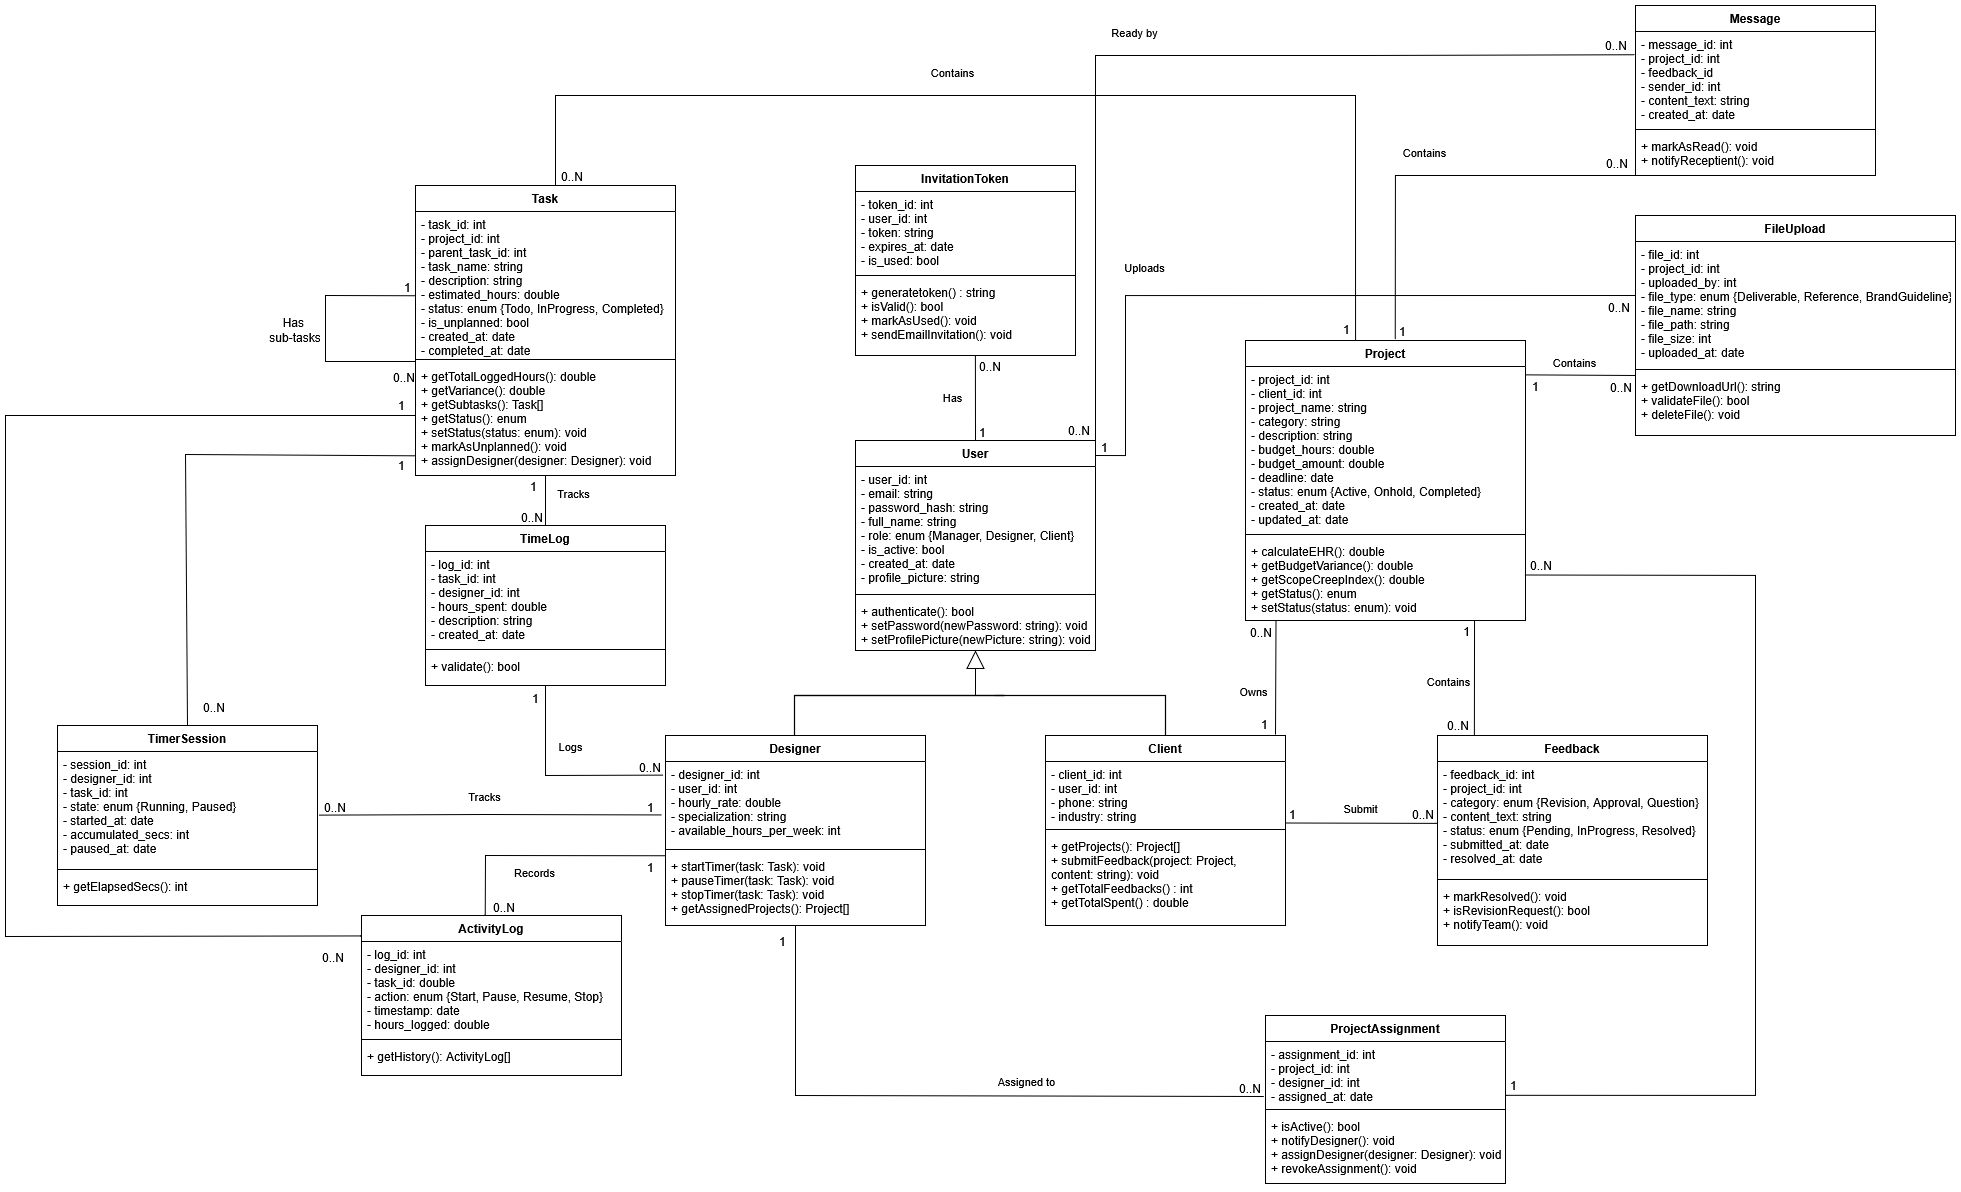 Message
- message_id: int
- project_id: int
- feedback_id
- sender_id: int
- content_text: string
- created_at: date
+ markAsRead(): void
+ notifyReceptient(): void
Ready by
0..N
0..N
Contains
0..N
1
Contains
0..N
1
Task
- task_id: int
- project_id: int
- parent_task_id: int
- task_name: string
- description: string
- estimated_hours: double
- status: enum {Todo, InProgress, Completed}
- is_unplanned: bool
- created_at: date
- completed_at: date
+ getTotalLoggedHours(): double
+ getVariance(): double
+ getSubtasks(): Task[]
+ getStatus(): enum
+ setStatus(status: enum): void
+ markAsUnplanned(): void
+ assignDesigner(designer: Designer): void
1
Has
sub-tasks
0..N
1
1
InvitationToken
- token_id: int
- user_id: int
- token: string
- expires_at: date
- is_used: bool
+ generatetoken() : string
+ isValid(): bool
+ markAsUsed(): void
+ sendEmailInvitation(): void
0..N
Has
1
Uploads
0..N
1
FileUpload
- file_id: int
- project_id: int
- uploaded_by: int
- file_type: enum {Deliverable, Reference, BrandGuideline}
- file_name: string
- file_path: string
- file_size: int
- uploaded_at: date
+ getDownloadUrl(): string
+ validateFile(): bool
+ deleteFile(): void
Contains
1
0..N
Project
- project_id: int
- client_id: int
- project_name: string
- category: string
- description: string
- budget_hours: double
- budget_amount: double
- deadline: date
- status: enum {Active, Onhold, Completed}
- created_at: date
- updated_at: date
+ calculateEHR(): double
+ getBudgetVariance(): double
+ getScopeCreepIndex(): double
+ getStatus(): enum
+ setStatus(status: enum): void
0..N
User
- user_id: int
- email: string
- password_hash: string
- full_name: string
- role: enum {Manager, Designer, Client}
- is_active: bool
- created_at: date
- profile_picture: string
+ authenticate(): bool
+ setPassword(newPassword: string): void
+ setProfilePicture(newPicture: string): void
1
Tracks
0..N
TimeLog
- log_id: int
- task_id: int
- designer_id: int
- hours_spent: double
- description: string
- created_at: date
+ validate(): bool
1
Logs
0..N
0..N
Owns
1
1
Contains
0..N
0..N
TimerSession
- session_id: int
- designer_id: int
- task_id: int
- state: enum {Running, Paused}
- started_at: date
- accumulated_secs: int
- paused_at: date
+ getElapsedSecs(): int
Tracks
0..N
1
Designer
- designer_id: int
- user_id: int
- hourly_rate: double
- specialization: string
- available_hours_per_week: int
+ startTimer(task: Task): void
+ pauseTimer(task: Task): void
+ stopTimer(task: Task): void
+ getAssignedProjects(): Project[]
Client
- client_id: int
- user_id: int
- phone: string
- industry: string
+ getProjects(): Project[]
+ submitFeedback(project: Project,
content: string): void
+ getTotalFeedbacks() : int
+ getTotalSpent() : double
1
Submit
0..N
Feedback
- feedback_id: int
- project_id: int
- category: enum {Revision, Approval, Question}
- content_text: string
- status: enum {Pending, InProgress, Resolved}
- submitted_at: date
- resolved_at: date
+ markResolved(): void
+ isRevisionRequest(): bool
+ notifyTeam(): void
1
Records
0..N
0..N
ActivityLog
- log_id: int
- designer_id: int
- task_id: double
- action: enum {Start, Pause, Resume, Stop}
- timestamp: date
- hours_logged: double
+ getHistory(): ActivityLog[]
1
Assigned to
0..N
ProjectAssignment
- assignment_id: int
- project_id: int
- designer_id: int
- assigned_at: date
+ isActive(): bool
+ notifyDesigner(): void
+ assignDesigner(designer: Designer): void
+ revokeAssignment(): void
1